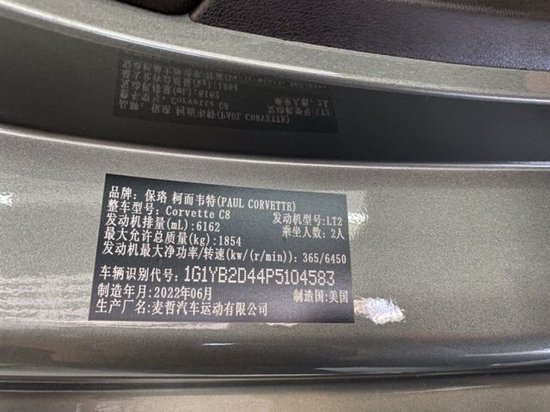 品牌：保珞 柯而韦特(PAUL CORVETTE)
整车型号：Corvette C8 发动机型号：LT2
发动机排量(mL)：6162 乘坐人数：2人
最大允许总质量(kg)：1854
发动机最大净功率/转速(kw/(r/min))：365/6450
车辆识别代号：1G1YB2D44P5104583
制造年月：2022年06月 制造国：美国
生产厂名：麦哲汽车运动有限公司